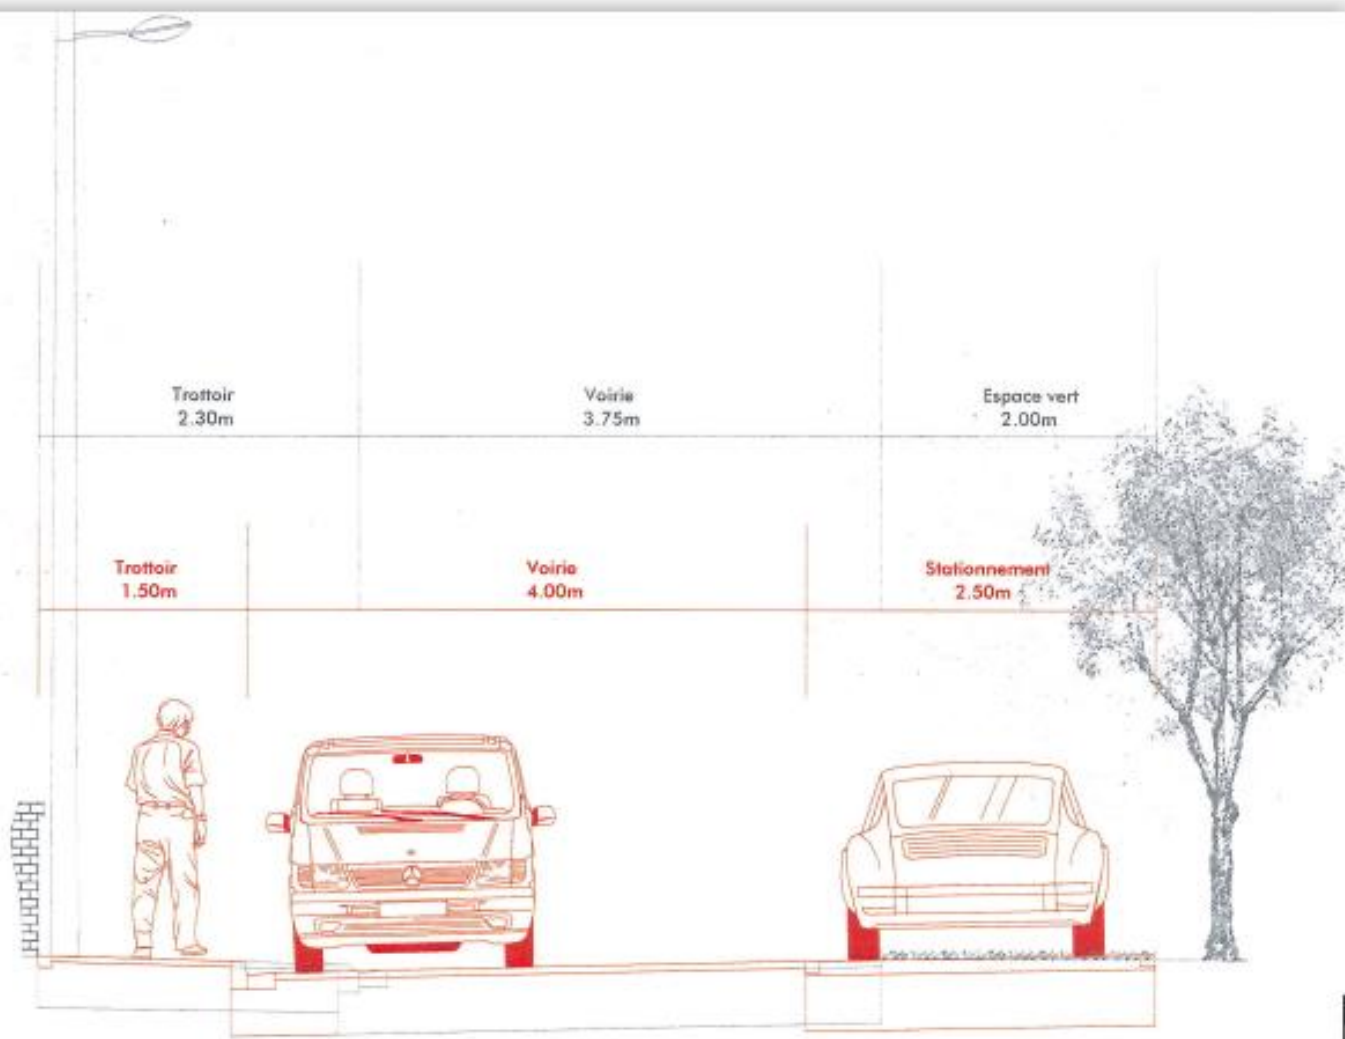 Trottoir
2.30m
Voirie
3.75m
Espace vert
2.00m
Trottoir
1.50m
Voirie
4.00m
Stationnement
2.50m